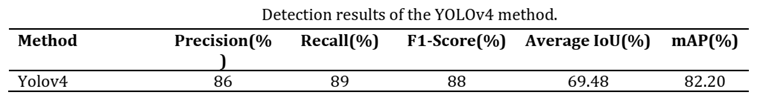 Detection results of the YOLOv4 method.
Method Precision(%) Recall(%) F1-Score(%) Average IoU(%) mAP(%)
Yolov4 86 89 88 69.48 82.20